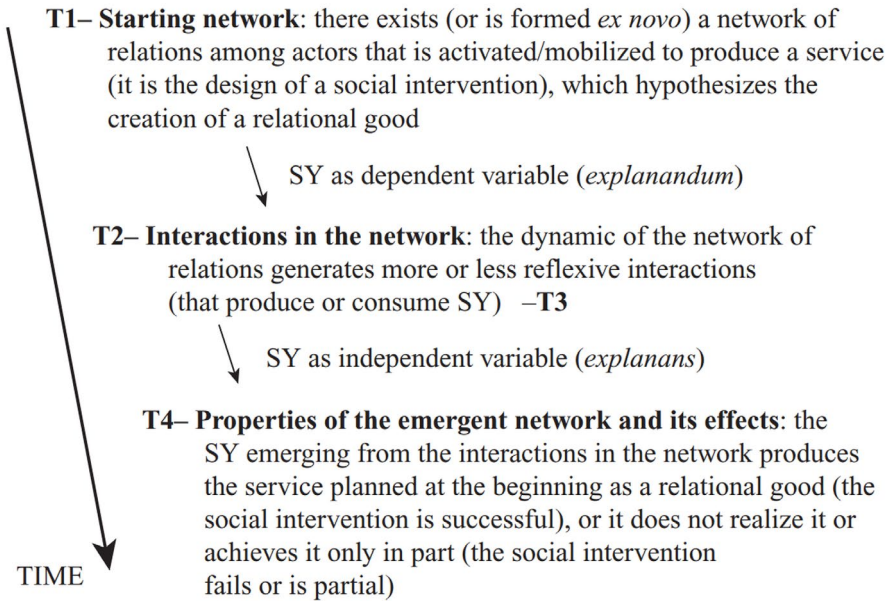 T1– Starting network: there exists (or is formed ex novo) a network of
relations among actors that is activated/mobilized to produce a service
(it is the design of a social intervention), which hypothesizes the
creation of a relational good
SY as dependent variable (explanandum)
T2– Interactions in the network: the dynamic of the network of
relations generates more or less reflexive interactions
(that produce or consume SY) –T3
SY as independent variable (explanans)
T4– Properties of the emergent network and its effects: the
SY emerging from the interactions in the network produces
the service planned at the beginning as a relational good (the
social intervention is successful), or it does not realize it or
achieves it only in part (the social intervention
fails or is partial)
TIME